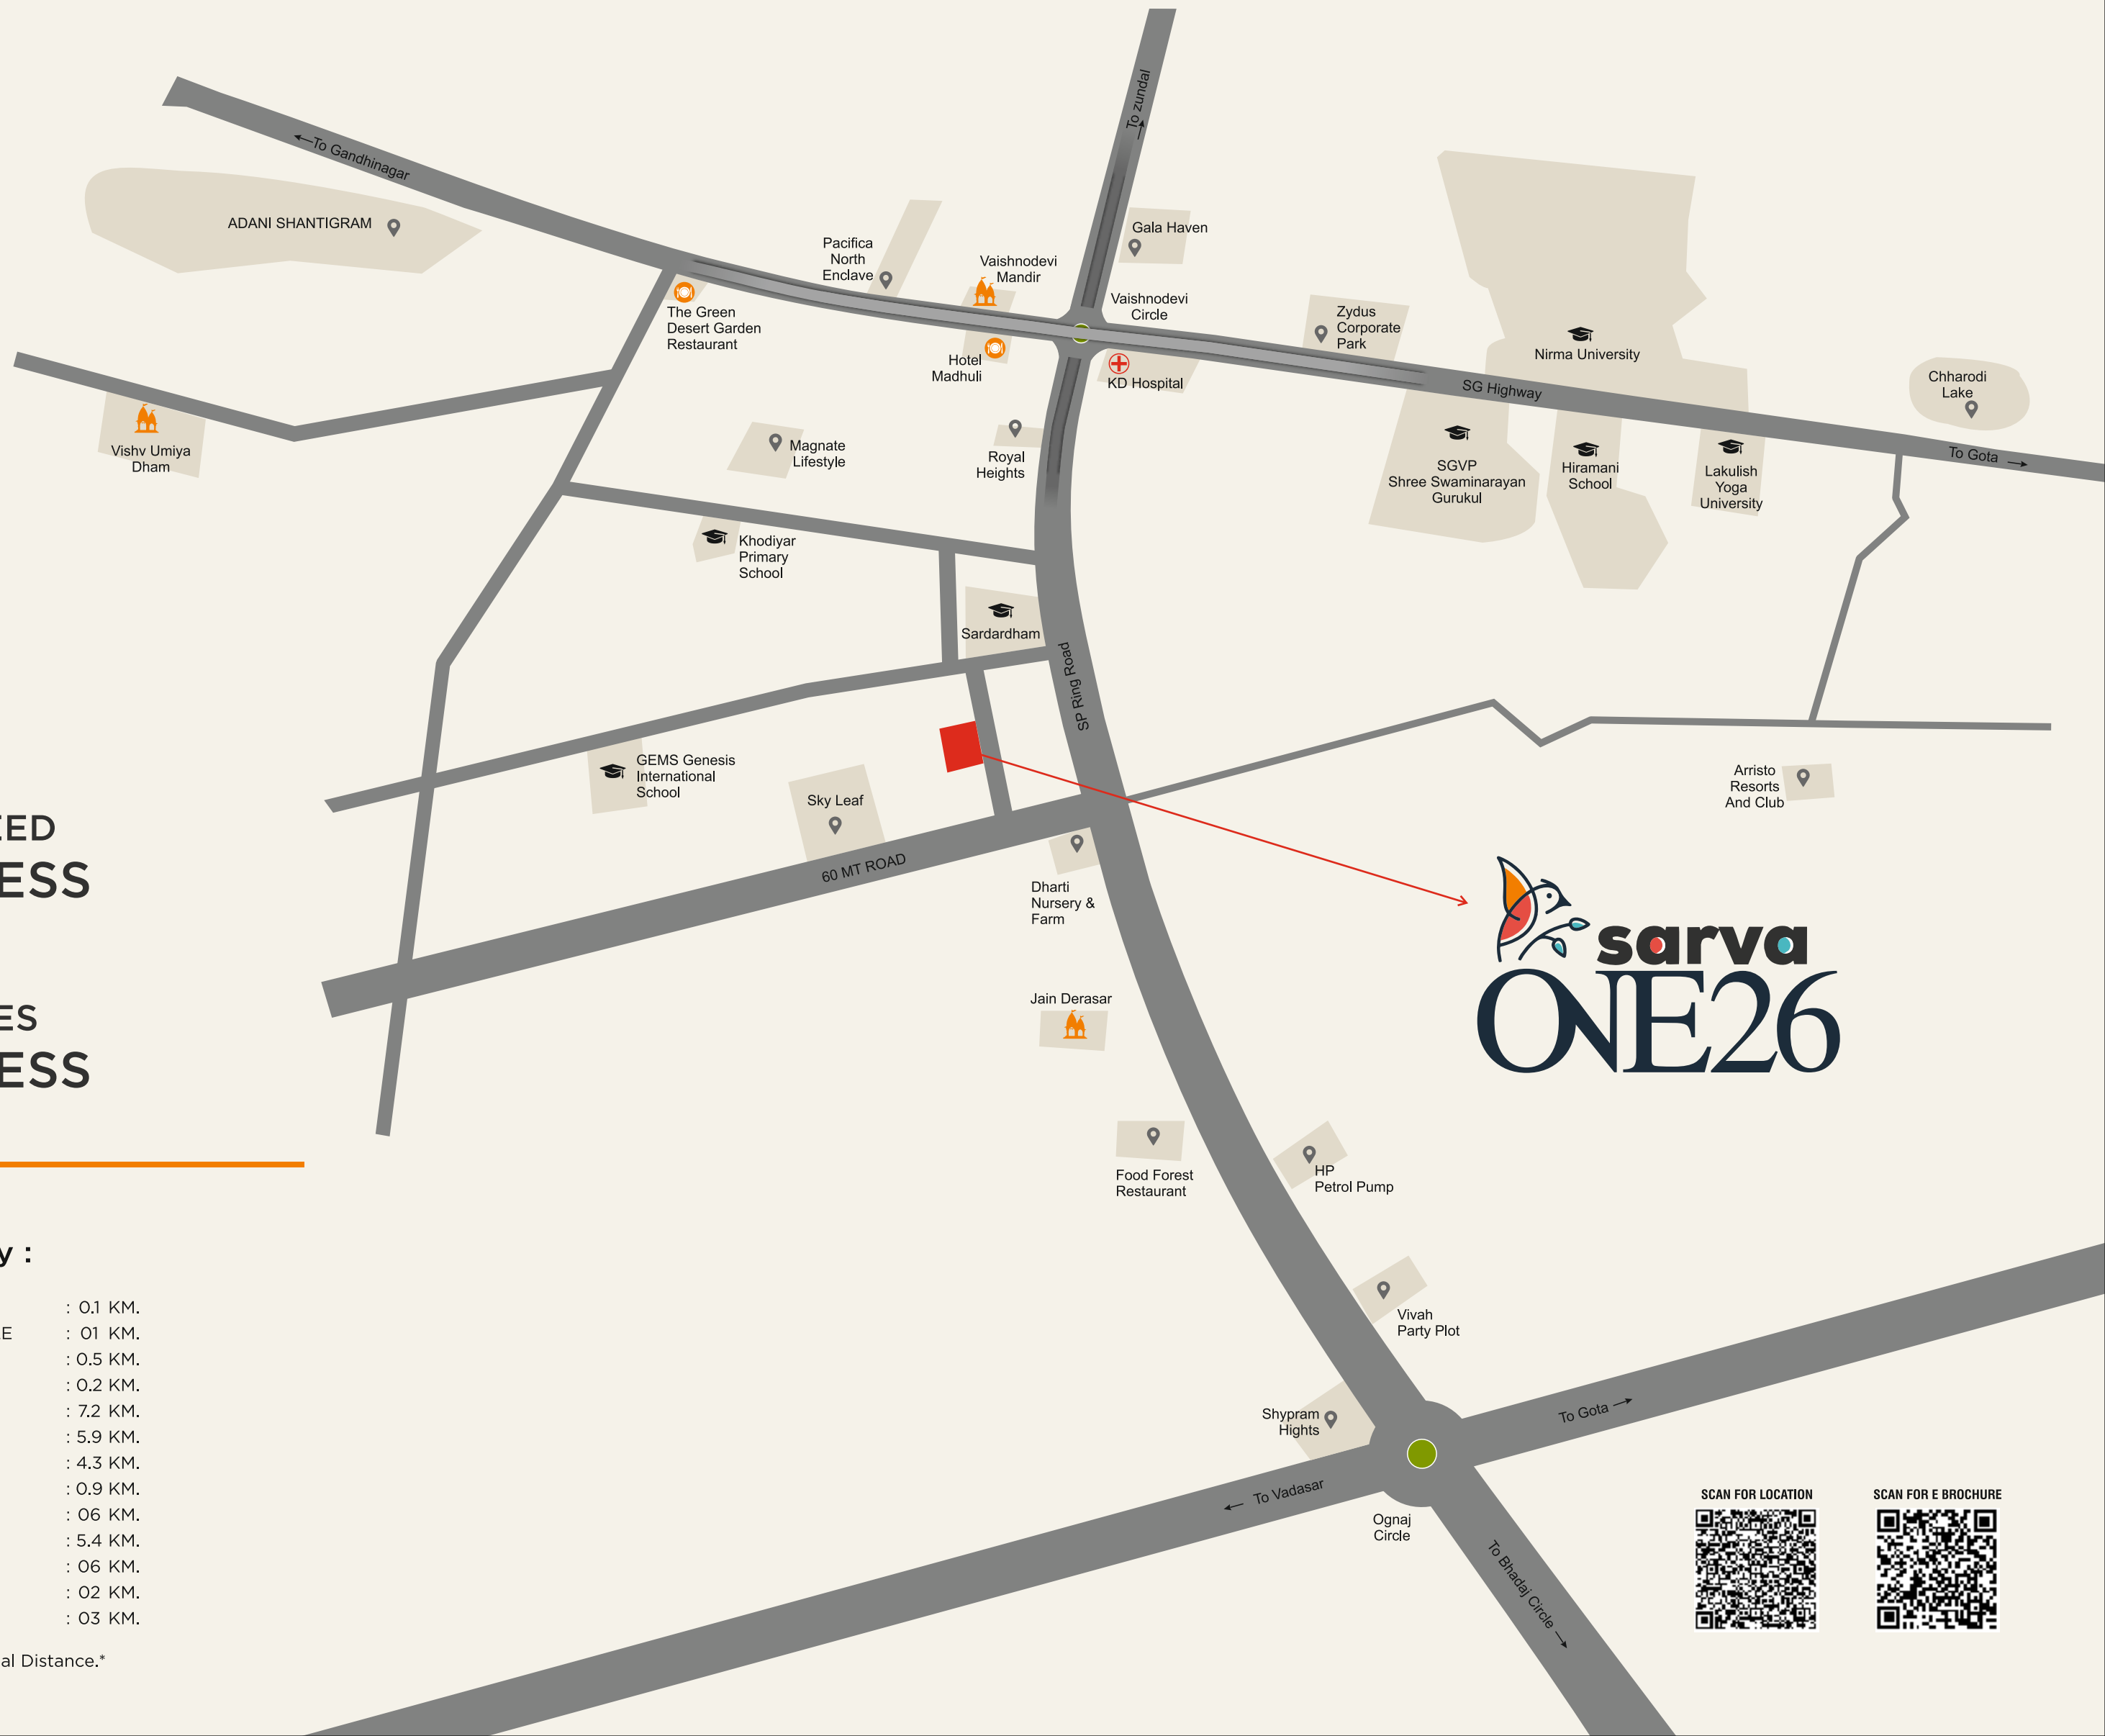 To zundal
To Gandhinagar
ADANI SHANTIGRAM
Pacifica
North
Enclave
Vaishnodevi
Mandir
Gala Haven
Vaishnodevi
Circle
The Green
Desert Garden
Restaurant
Hotel
Madhuli
KD Hospital
Zydus
Corporate
Park
Nirma University
SG Highway
Chharodi
Lake
To Gota
Vishv Umiya
Dham
Magnate
Lifestyle
Royal
Heights
SGVP
Shree Swaminarayan
Gurukul
Hiramani
School
Lakulish
Yoga
University
Khodiyar
Primary
School
Sardardham
SP Ring Road
GEMS Genesis
International
School
Sky Leaf
60 MT ROAD
Arristo
Resorts
And Club
Dharti
Nursery &
Farm
sarva
ONE26
Jain Derasar
Food Forest
Restaurant
HP
Petrol Pump
Vivah
Party Plot
Shypram
Hights
To Gota
To Vadasar
Ognaj
Circle
To Bhadaj Circle
SCAN FOR LOCATION
SCAN FOR E BROCHURE
EED
ESS
ES
ESS
y :
: 0.1 KM.
E : 01 KM.
: 0.5 KM.
: 0.2 KM.
: 7.2 KM.
: 5.9 KM.
: 4.3 KM.
: 0.9 KM.
: 06 KM.
: 5.4 KM.
: 06 KM.
: 02 KM.
: 03 KM.
al Distance.*